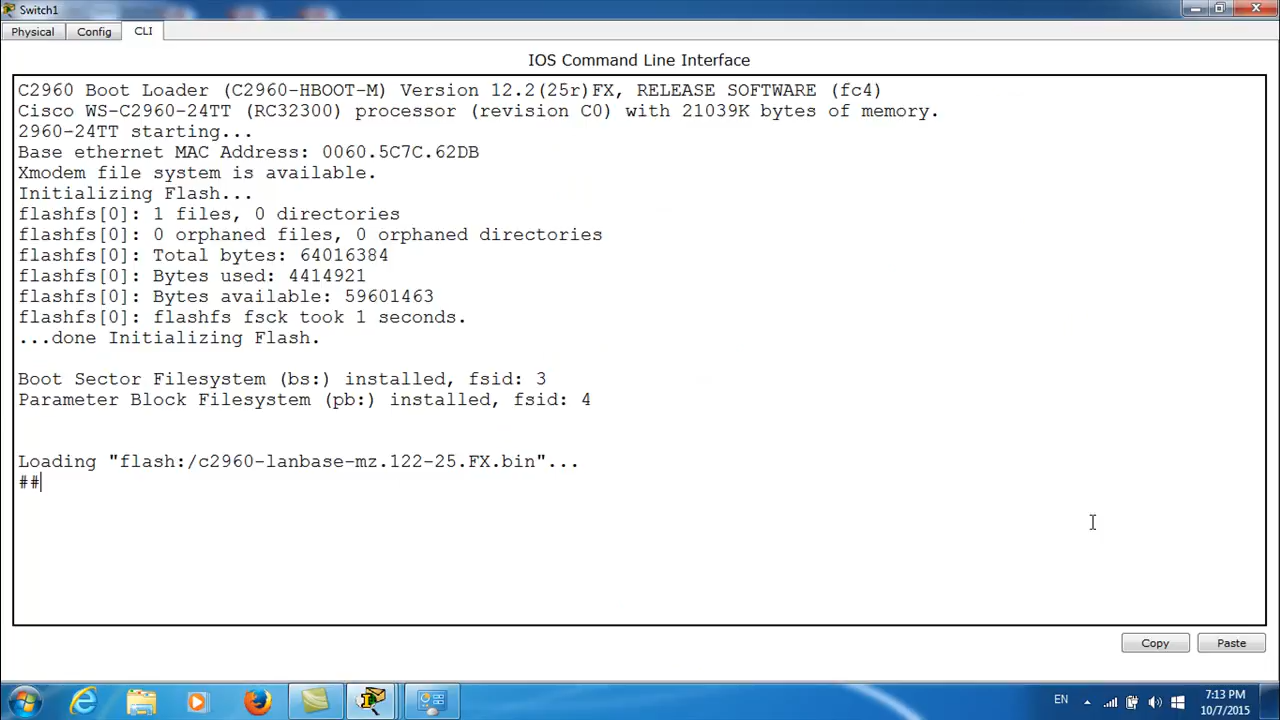 Switch1
Physical Config CLI
IOS Command Line Interface
C2960 Boot Loader (C2960-HBOOT-M) Version 12.2(25r)FX, RELEASE SOFTWARE (fc4)
Cisco WS-C2960-24TT (RC32300) processor (revision C0) with 21039K bytes of memory.
2960-24TT starting...
Base ethernet MAC Address: 0060.5C7C.62DB
Xmodem file system is available.
Initializing Flash...
flashfs[0]: 1 files, 0 directories
flashfs[0]: 0 orphaned files, 0 orphaned directories
flashfs[0]: Total bytes: 64016384
flashfs[0]: Bytes used: 4414921
flashfs[0]: Bytes available: 59601463
flashfs[0]: flashfs fsck took 1 seconds.
...done Initializing Flash.
Boot Sector Filesystem (bs:) installed, fsid: 3
Parameter Block Filesystem (pb:) installed, fsid: 4
Loading "flash:/c2960-lanbase-mz.122-25.FX.bin"...
##
Copy Paste
EN 7:13 PM
10/7/2015